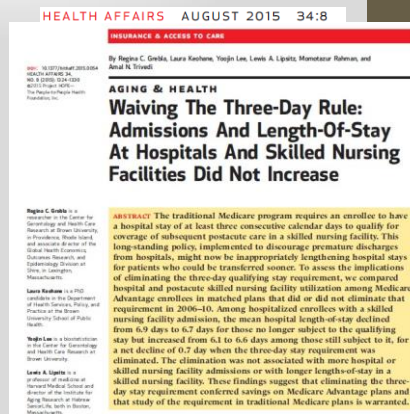 HEALTH AFFAIRS AUGUST 2015 34:8
INSURANCE & ACCESS TO CARE
By Regina C. Grebla, Laura Keohane, Yoojin Lee, Lewis A. Lipsitz, Momotazur Rahman, and
Amal N. Trivedi
AGING & HEALTH
Waiving The Three-Day Rule:
Admissions And Length-Of-Stay
At Hospitals And Skilled Nursing
Facilities Did Not Increase
HEALTH AFFAIRS 34,
©2015 Project HOPE—
The People-to-People Health
Foundation, Inc.
Regina C. Grebla is a
researcher in the Center for
Gerontology and Health Care
Research at Brown University,
in Providence, Rhode Island,
and associate director of the
Global Health Economics,
Outcomes Research, and
Epidemiology Division at
Shire, in Lexington,
Massachusetts.
Laura Keohane is a PhD
candidate in the Department
of Health Services, Policy, and
Practice at the Brown
University School of Public
Health.
Yoojin Lee is a biostatistician
in the Center for Gerontology
and Health Care Research at
Brown University.
Lewis A. Lipsitz is a
professor of medicine at
Harvard Medical School and
director of the Institute for
Aging Research at Hebrew
SeniorLife, both in Boston,
Massachusetts.
ABSTRACT The traditional Medicare program requires an enrollee to have
a hospital stay of at least three consecutive calendar days to qualify for
coverage of subsequent postacute care in a skilled nursing facility. This
long-standing policy, implemented to discourage premature discharges
from hospitals, might now be inappropriately lengthening hospital stays
for patients who could be transferred sooner. To assess the implications
of eliminating the three-day qualifying stay requirement, we compared
hospital and postacute skilled nursing facility utilization among Medicare
Advantage enrollees in matched plans that did or did not eliminate that
requirement in 2006–10. Among hospitalized enrollees with a skilled
nursing facility admission, the mean hospital length-of-stay declined
from 6.9 days to 6.7 days for those no longer subject to the qualifying
stay but increased from 6.1 to 6.6 days among those still subject to it, for
a net decline of 0.7 day when the three-day stay requirement was
eliminated. The elimination was not associated with more hospital or
skilled nursing facility admissions or with longer lengths-of-stay in a
skilled nursing facility. These findings suggest that eliminating the three-
day stay requirement conferred savings on Medicare Advantage plans and
that study of the requirement in traditional Medicare plans is warranted.